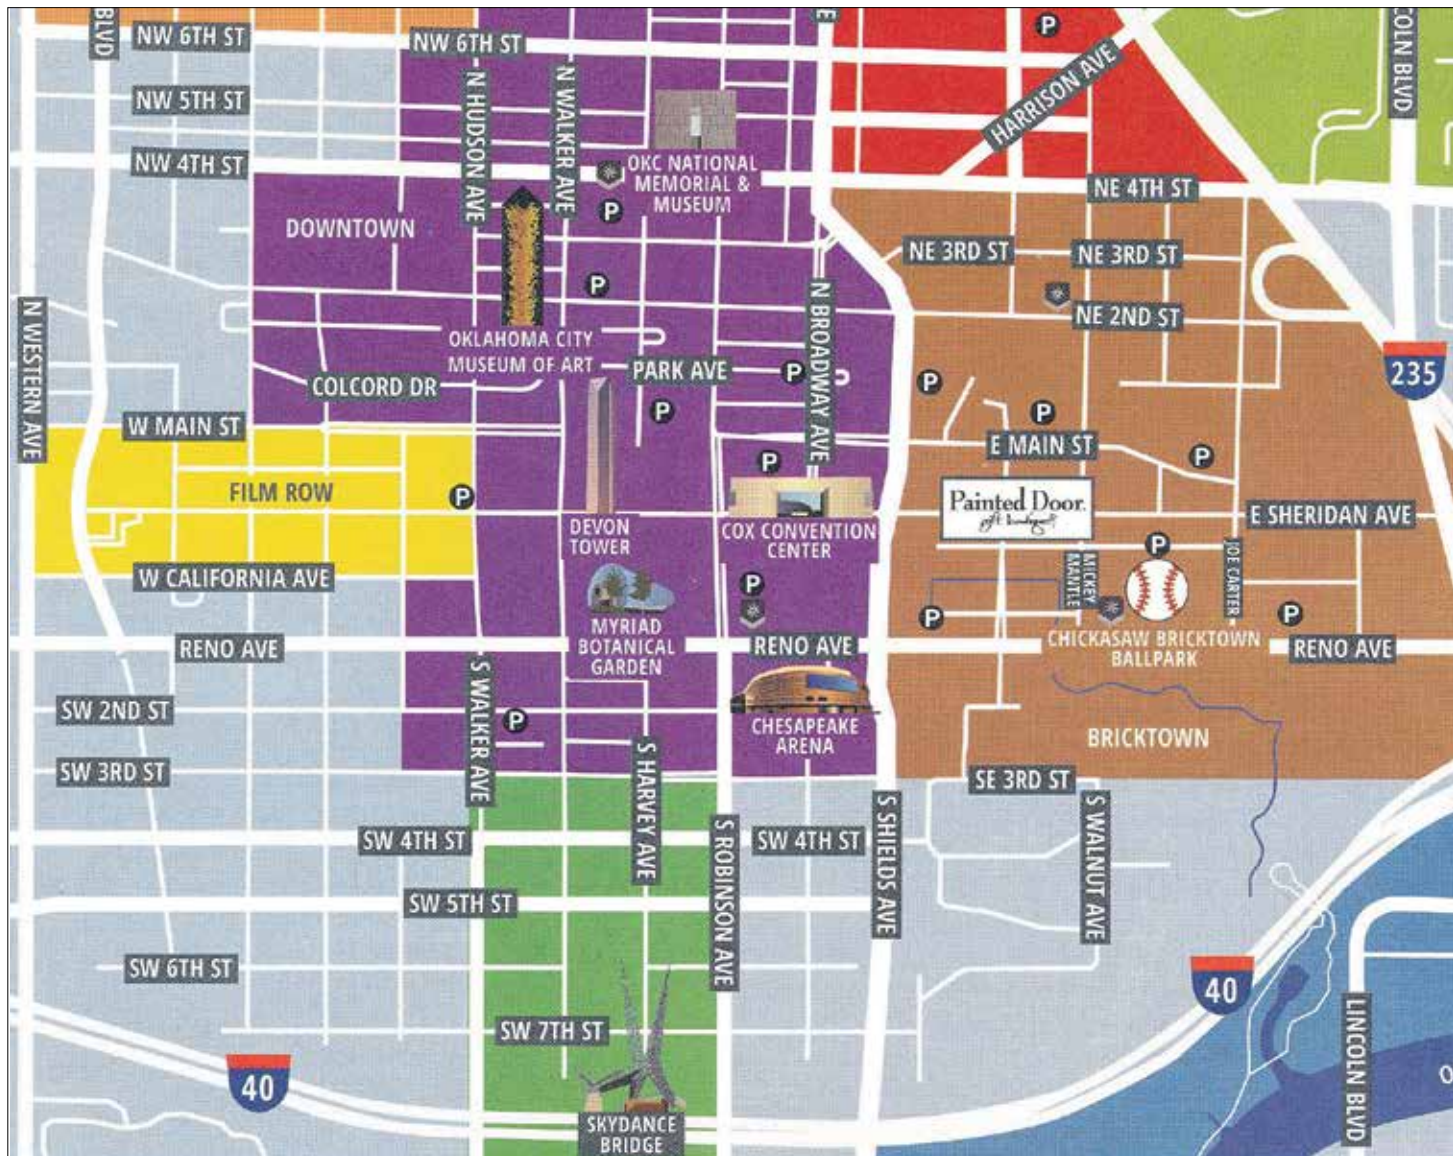 BLVD
NW 6TH ST
NW 6TH ST
E
P
HARRISON AVE
COLN BLVD
NW 5TH ST
N HUDSON AVE
N WALKER AVE
NW 4TH ST
OKC NATIONAL
MEMORIAL &
MUSEUM
NE 4TH ST
P
DOWNTOWN
NE 3RD ST
NE 3RD ST
P
N BROADWAY AVE
NE 2ND ST
N WESTERN AVE
OKLAHOMA CITY
MUSEUM OF ART
COLCORD DR
PARK AVE
P
P
235
P
P
W MAIN ST
E MAIN ST
P
P
FILM ROW
P
Painted Door
COX CONVENTION
CENTER
DEVON
TOWER
E SHERIDAN AVE
W CALIFORNIA AVE
P
MICKEY
MANTLE
P
JOE CARTER
P
P
MYRIAD
BOTANICAL
GARDEN
RENO AVE
RENO AVE
CHICKASAW BRICKTOWN
BALLPARK
RENO AVE
S WALKER AVE
SW 2ND ST
P
CHESAPEAKE
ARENA
BRICKTOWN
SW 3RD ST
S HARVEY AVE
SE 3RD ST
S SHIELDS AVE
S WALNUT AVE
SW 4TH ST
S ROBINSON AVE
SW 4TH ST
SW 5TH ST
SW 6TH ST
40
LINCOLN BLVD
SW 7TH ST
40
O
SKYDANCE
BRIDGE